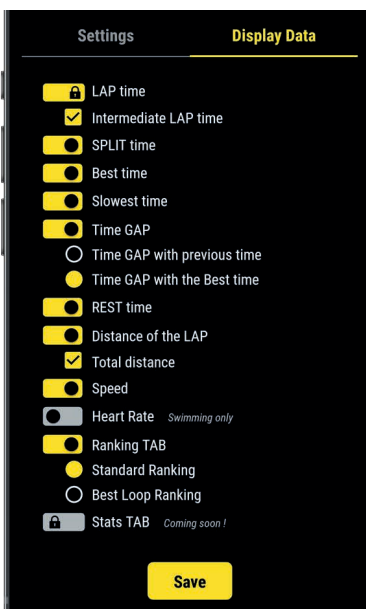 Settings Display Data
LAP time
Intermediate LAP time
SPLIT time
Best time
Slowest time
Time GAP
Time GAP with previous time
Time GAP with the Best time
REST time
Distance of the LAP
Total distance
Speed
Heart Rate Swimming only
Ranking TAB
Standard Ranking
Best Loop Ranking
Stats TAB Coming soon !
Save